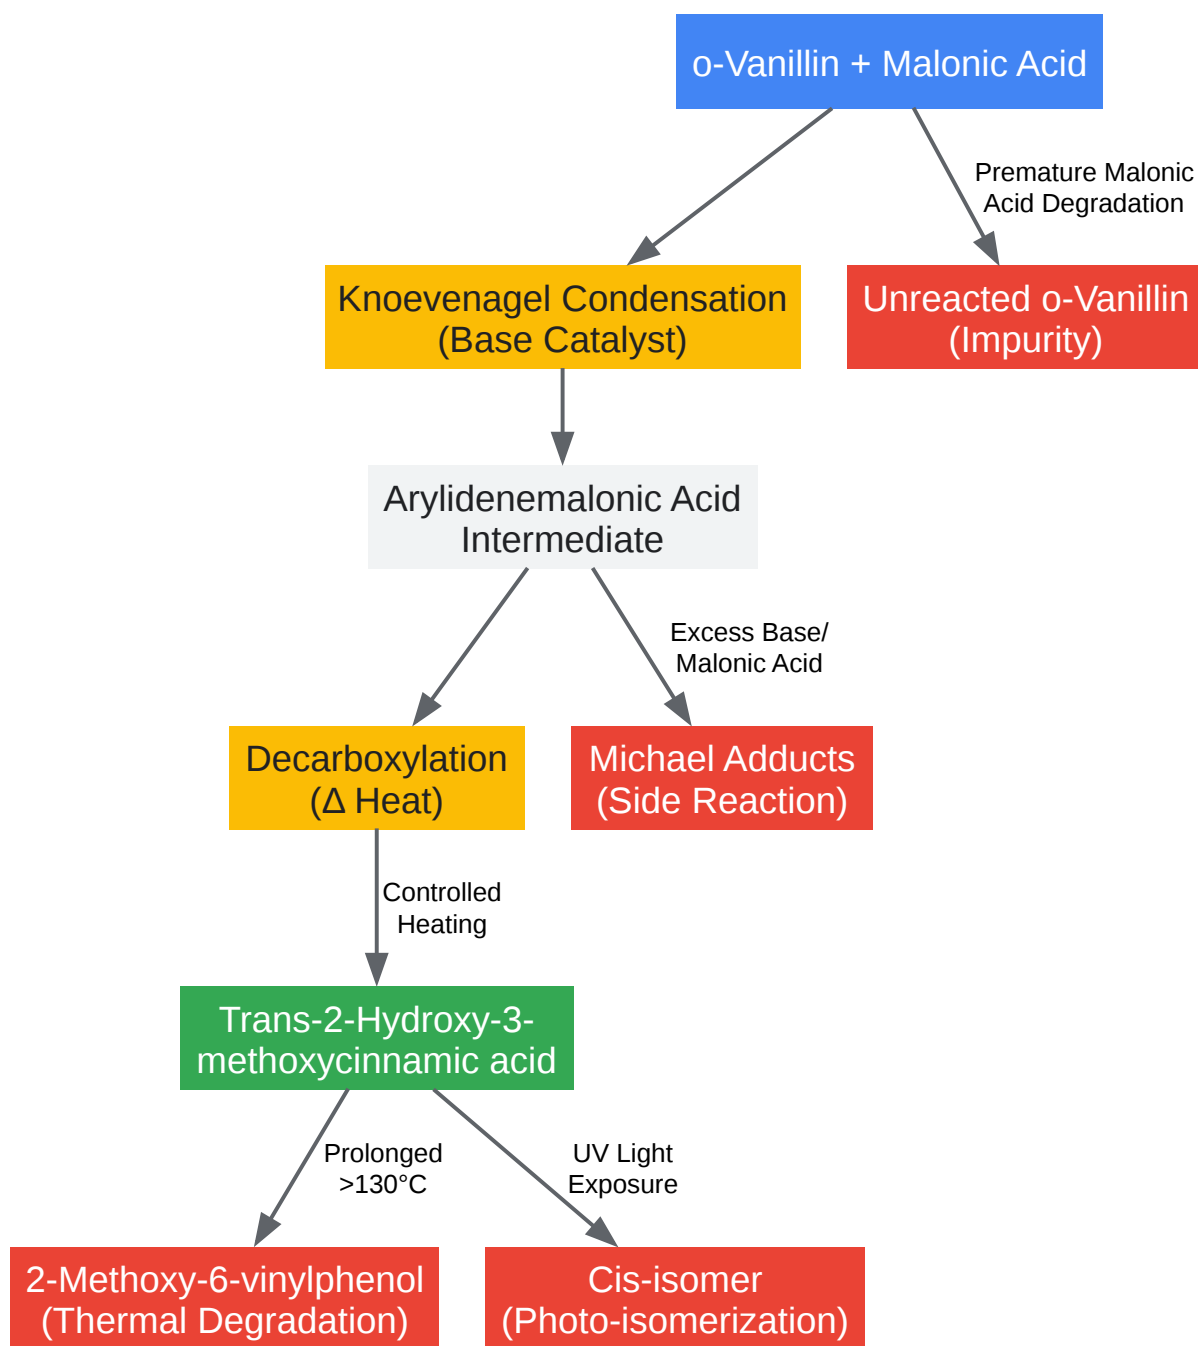 o-Vanillin + Malonic Acid
Premature Malonic
Acid Degradation
Knoevenagel Condensation
(Base Catalyst)
Unreacted o-Vanillin
(Impurity)
Arylidenemalonic Acid
Intermediate
Excess Base/
Malonic Acid
Decarboxylation
(Δ Heat)
Michael Adducts
(Side Reaction)
Controlled
Heating
Trans-2-Hydroxy-3-
methoxycinnamic acid
Prolonged
>130°C
UV Light
Exposure
2-Methoxy-6-vinylphenol
(Thermal Degradation)
Cis-isomer
(Photo-isomerization)